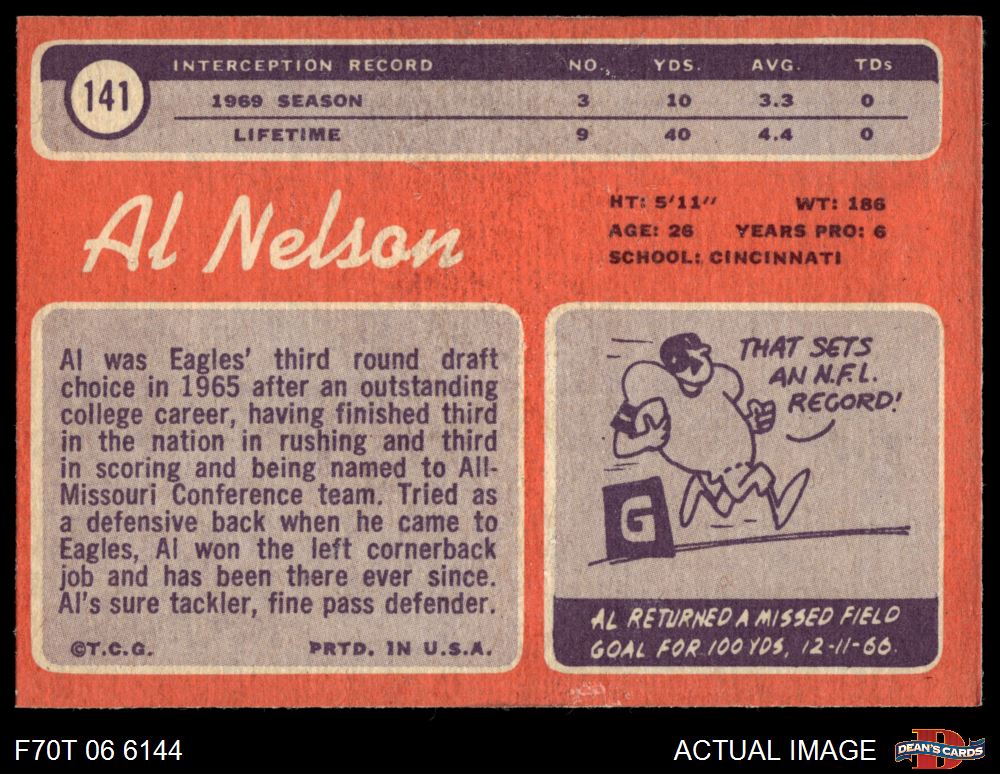 141
INTERCEPTION RECORD NO. YDS. AVG. TDs
1969 SEASON 3 10 3.3 0
LIFETIME 9 40 4.4 0
Al Nelson
HT: 5'11" WT: 186
AGE: 26 YEARS PRO: 6
SCHOOL: CINCINNATI
Al was Eagles' third round draft
choice in 1965 after an outstanding
college career, having finished third
in the nation in rushing and third
in scoring and being named to All-
Missouri Conference team. Tried as
a defensive back when he came to
Eagles, Al won the left cornerback
job and has been there ever since.
Al's sure tackler, fine pass defender.
©T.C.G. PRTD. IN U.S.A.
THAT SETS
AN N.F.L.
RECORD!
G
AL RETURNED A MISSED FIELD
GOAL FOR 100 YDS, 12-11-66.
F70T 06 6144
ACTUAL IMAGE
D
DEAN'S CARDS